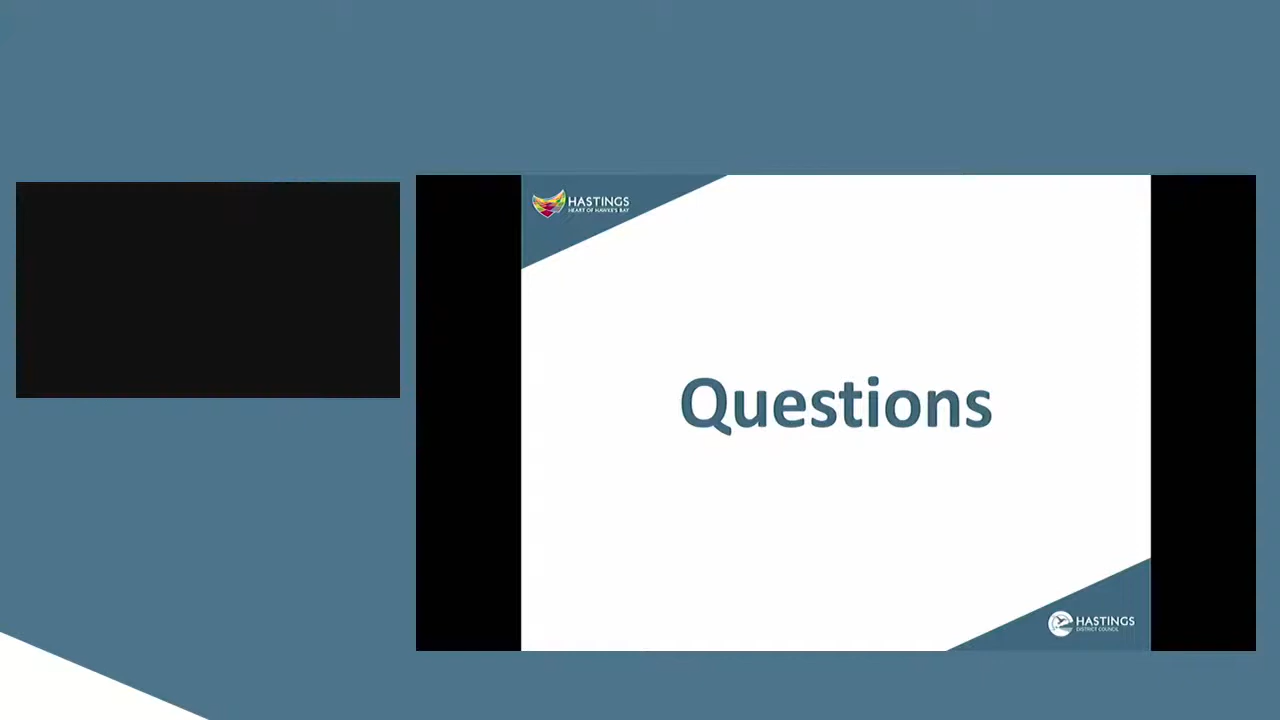 HASTINGS
HEART OF HAWKE'S BAY
Questions
HASTINGS
DISTRICT COUNCIL